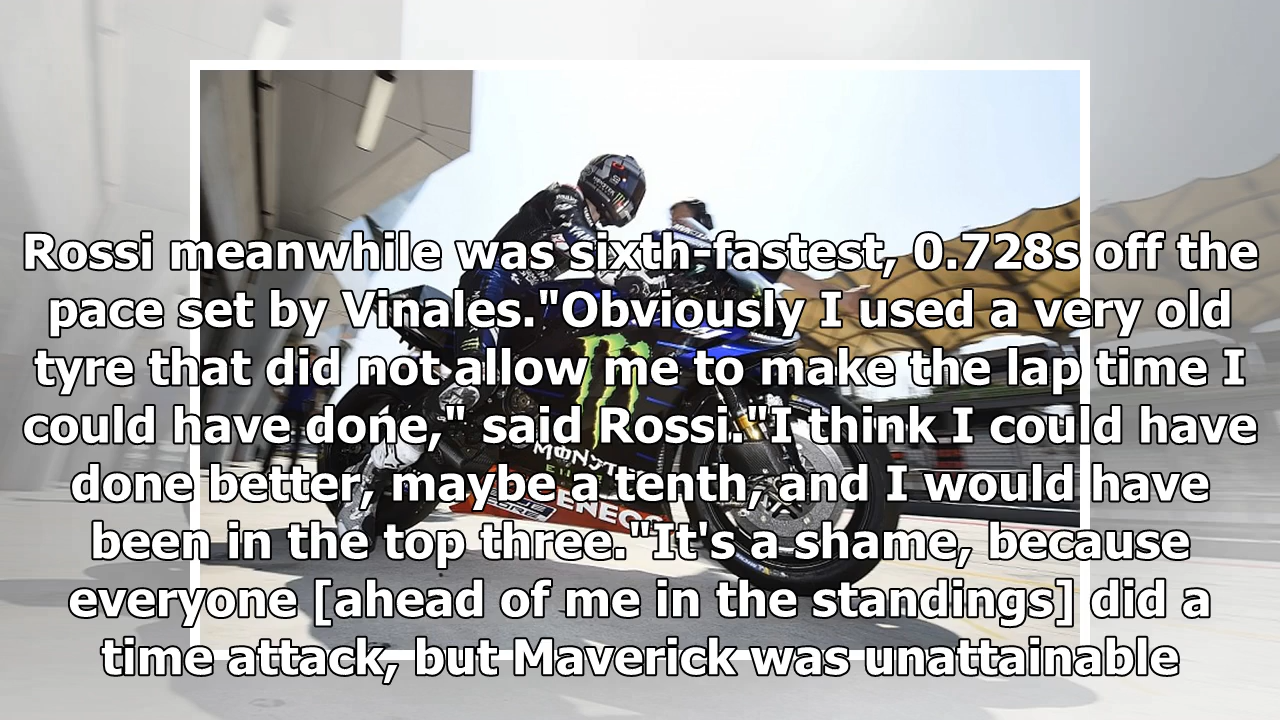 Rossi meanwhile was sixth-fastest, 0.728s off the
pace set by Vinales."Obviously I used a very old
tyre that did not allow me to make the lap time I
could have done," said Rossi."I think I could have
done better, maybe a tenth, and I would have
been in the top three."It's a shame, because
everyone [ahead of me in the standings] did a
time attack, but Maverick was unattainable
MONSTER
ENEOS